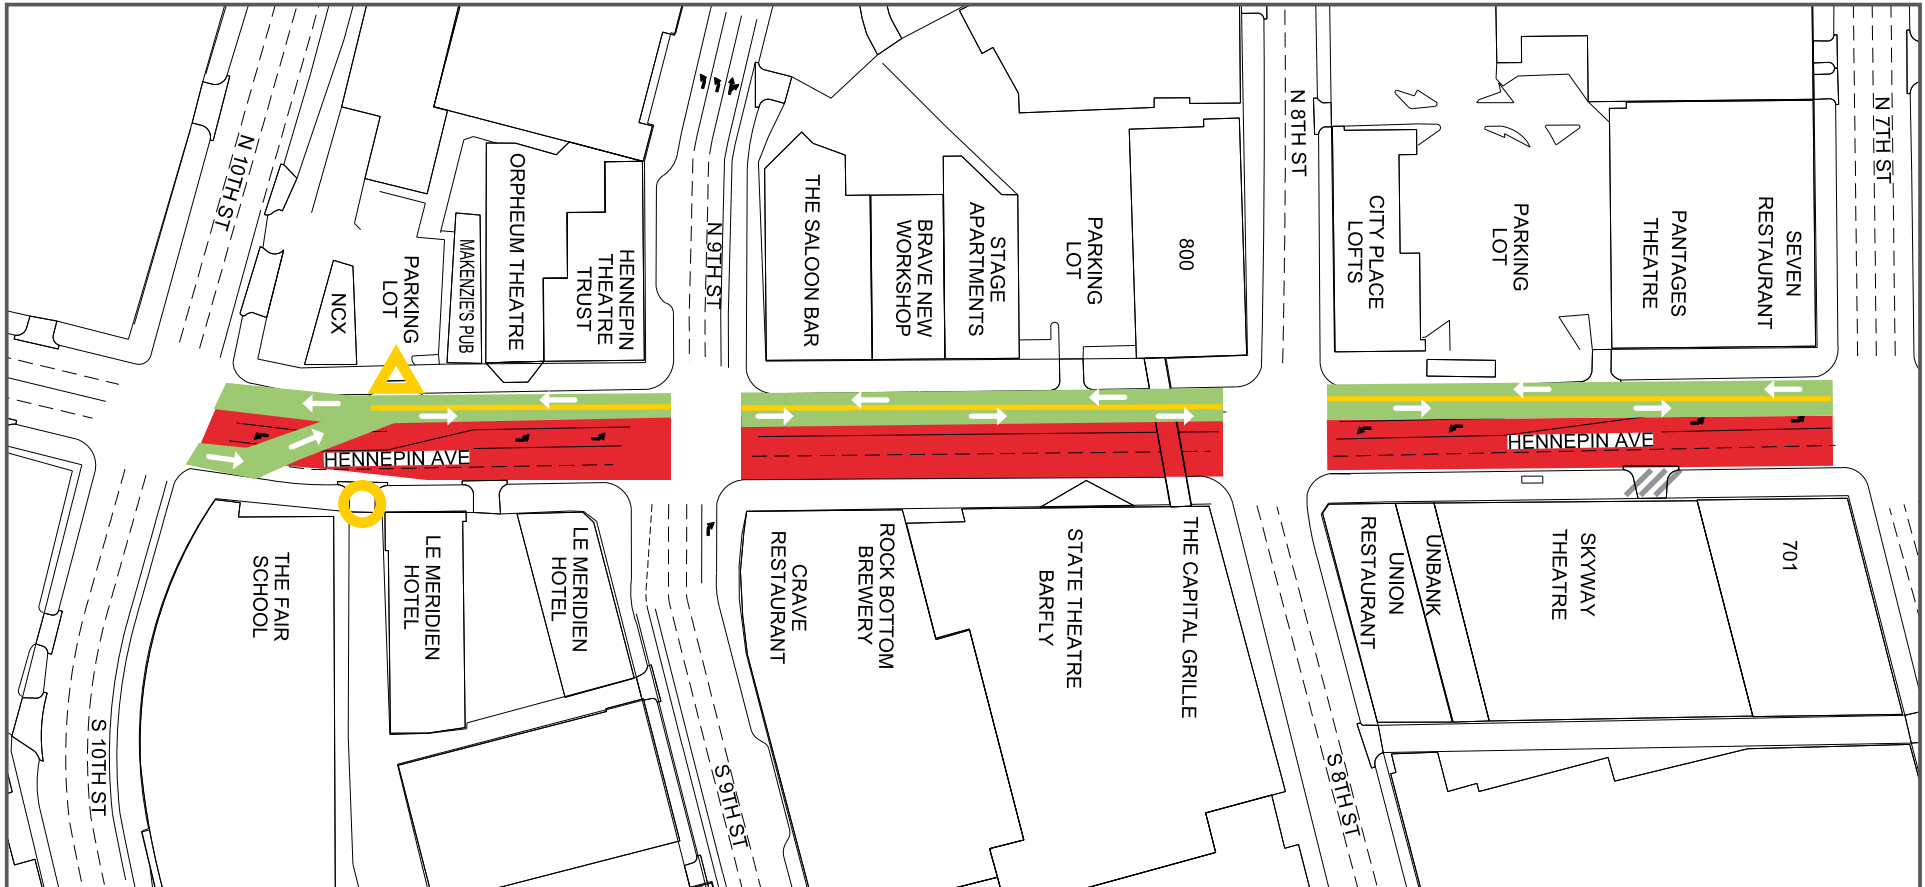 N 10TH ST
NCX
PARKING
LOT
MAKENZIE'S PUB
ORPHEUM THEATRE
HENNEPIN
THEATRE
TRUST
N 9TH ST
THE SALOON BAR
BRAVE NEW
WORKSHOP
STAGE
APARTMENTS
PARKING
LOT
800
N 8TH ST
CITY PLACE
LOFTS
PARKING
LOT
PANTAGES
THEATRE
SEVEN
RESTAURANT
N 7TH ST
HENNEPIN AVE
HENNEPIN AVE
S 10TH ST
THE FAIR
SCHOOL
LE MERIDIEN
HOTEL
LE MERIDIEN
HOTEL
S 9TH ST
CRAVE
RESTAURANT
ROCK BOTTOM
BREWERY
STATE THEATRE
BARFLY
THE CAPITAL GRILLE
S 8TH ST
UNION
RESTAURANT
UNBANK
SKYWAY
THEATRE
701